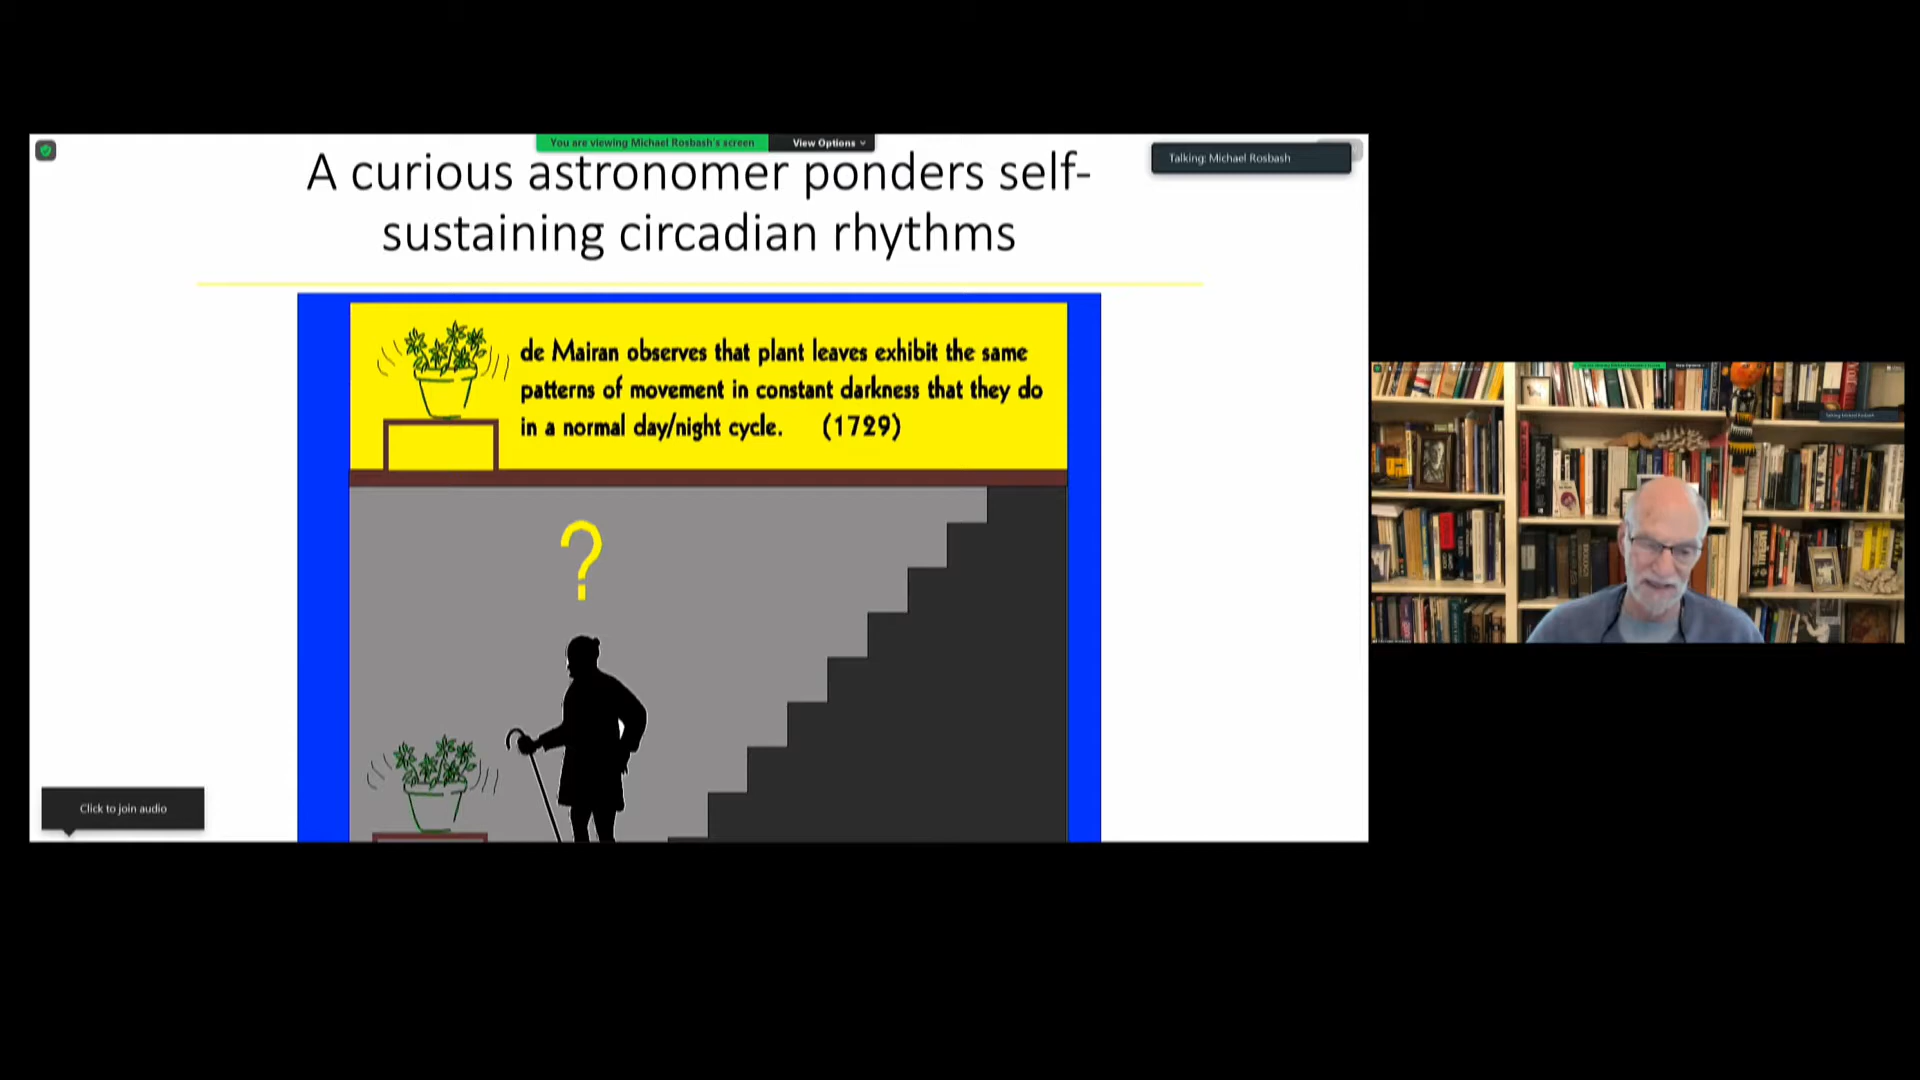 You are viewing Michael Rosbash's screen
View Options
Talking: Michael Rosbash
A curious astronomer ponders self-
sustaining circadian rhythms
de Mairan observes that plant leaves exhibit the same
patterns of movement in constant darkness that they do
in a normal day/night cycle. (1729)
?
Click to join audio